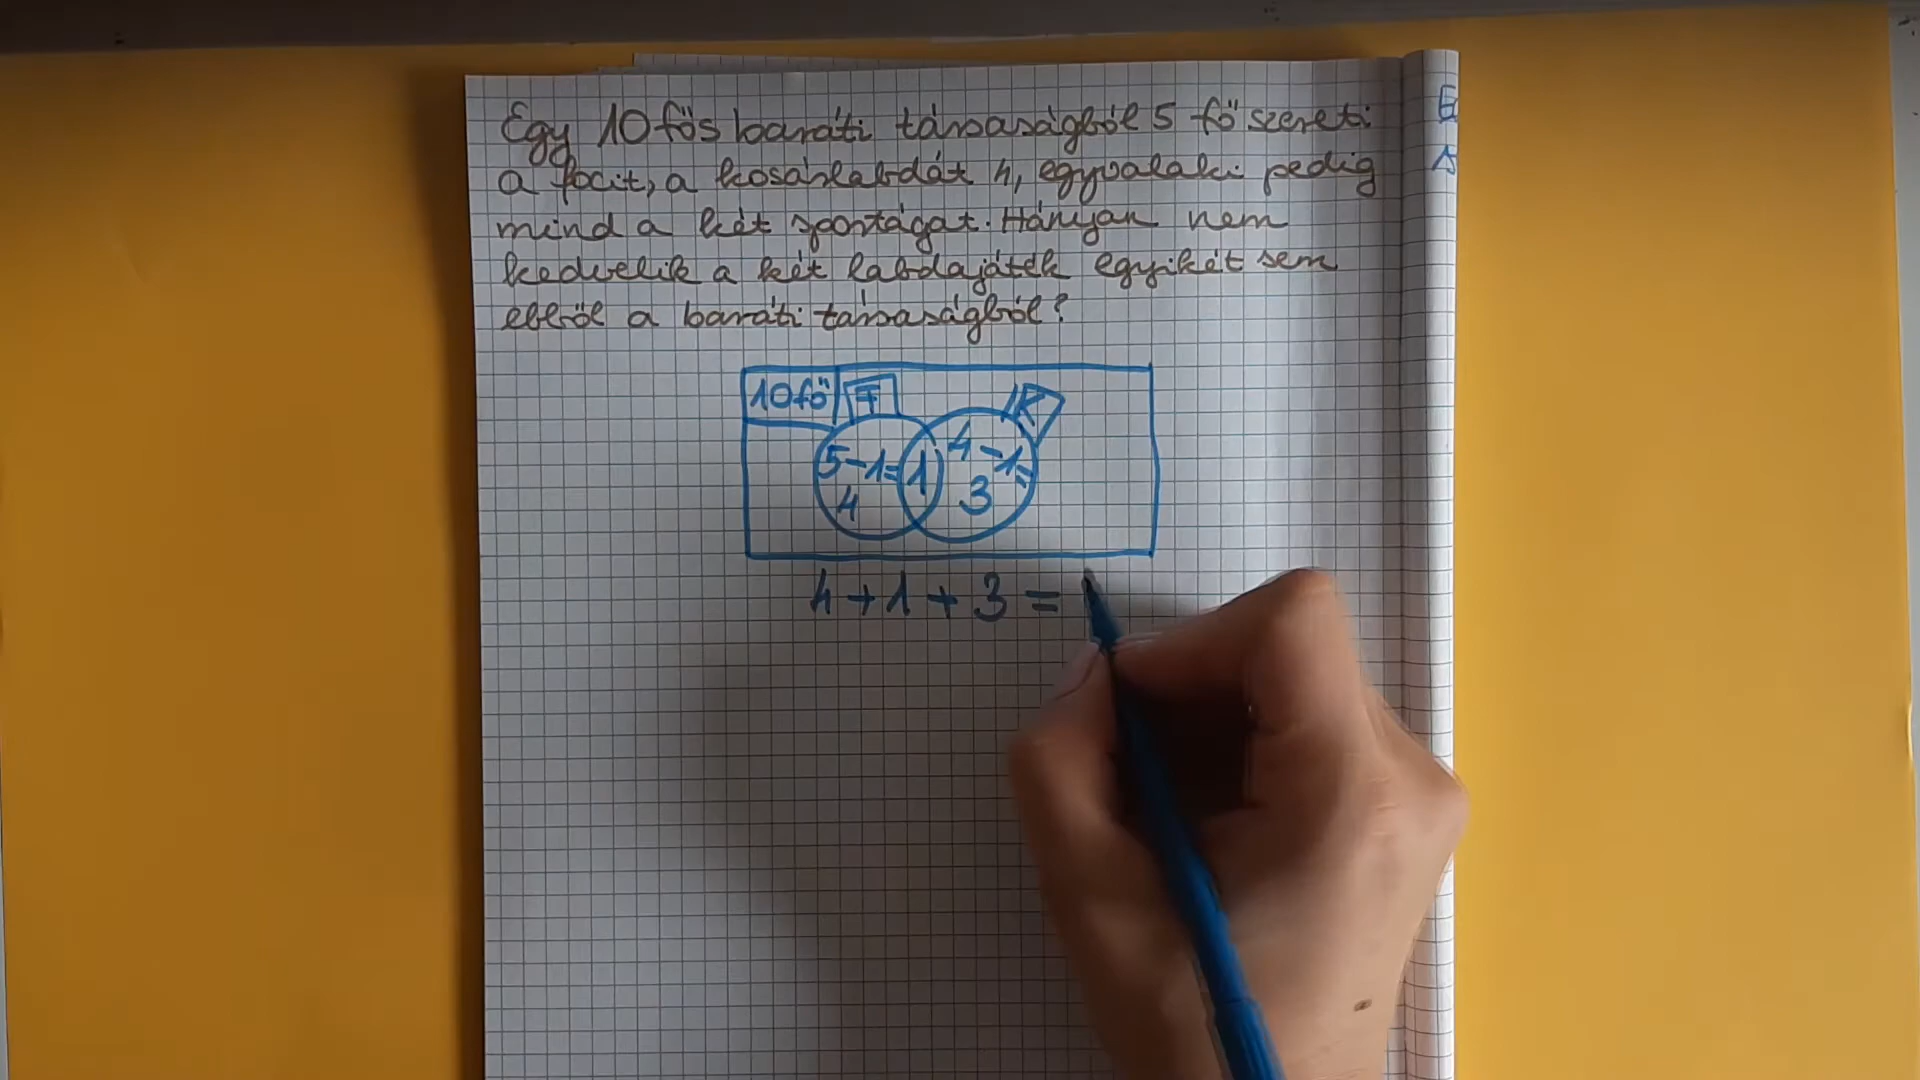 Egy 10 fős baráti társaságból 5 fő szereti
a focit, a kosárlabdát 4, egyvalaki pedig
mind a két sportágat. Hányan nem
kedvelik a két labdajáték egyikét sem
ebből a baráti társaságból?
10 fő F K
5-1= 1 4-1=
4 3
4+1+3=